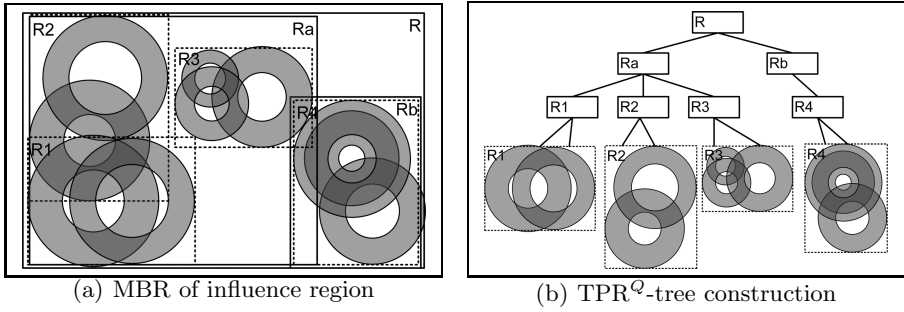 R2 Ra R
R3
R4 Rb
R1
(a) MBR of influence region
R
Ra Rb
R1 R2 R3 R4
R1 R2 R3 R4
(b) TPR^Q-tree construction